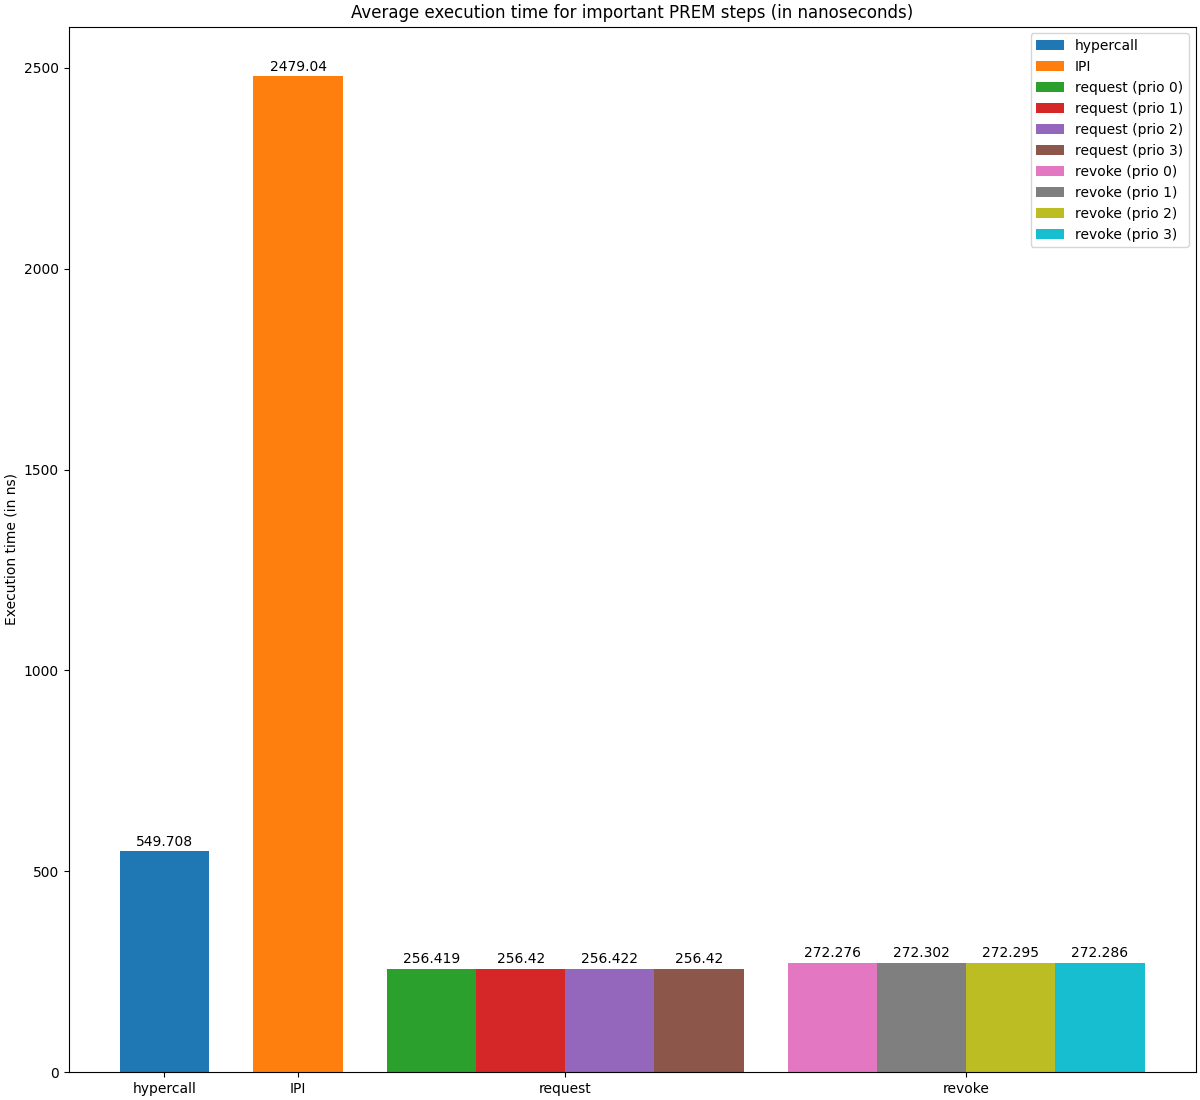 Average execution time for important PREM steps (in nanoseconds)
hypercall
IPI
request (prio 0)
request (prio 1)
request (prio 2)
request (prio 3)
revoke (prio 0)
revoke (prio 1)
revoke (prio 2)
revoke (prio 3)
Execution time (in ns)
2500
2000
1500
1000
500
0
549.708
2479.04
256.419
256.42
256.422
256.42
272.276
272.302
272.295
272.286
hypercall
IPI
request
revoke